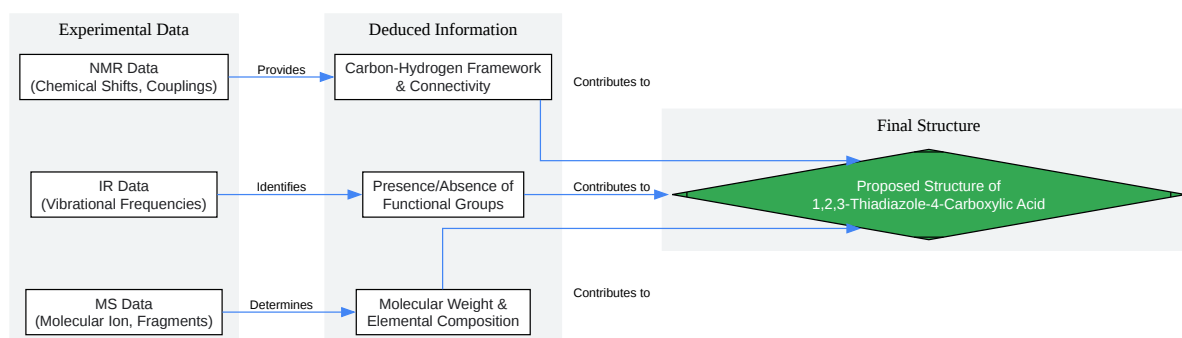 Experimental Data
Deduced Information
NMR Data
(Chemical Shifts, Couplings)
Provides
Carbon-Hydrogen Framework
& Connectivity
Contributes to
Final Structure
IR Data
(Vibrational Frequencies)
Identifies
Presence/Absence of
Functional Groups
Contributes to
Proposed Structure of
1,2,3-Thiadiazole-4-Carboxylic Acid
MS Data
(Molecular Ion, Fragments)
Determines
Molecular Weight &
Elemental Composition
Contributes to